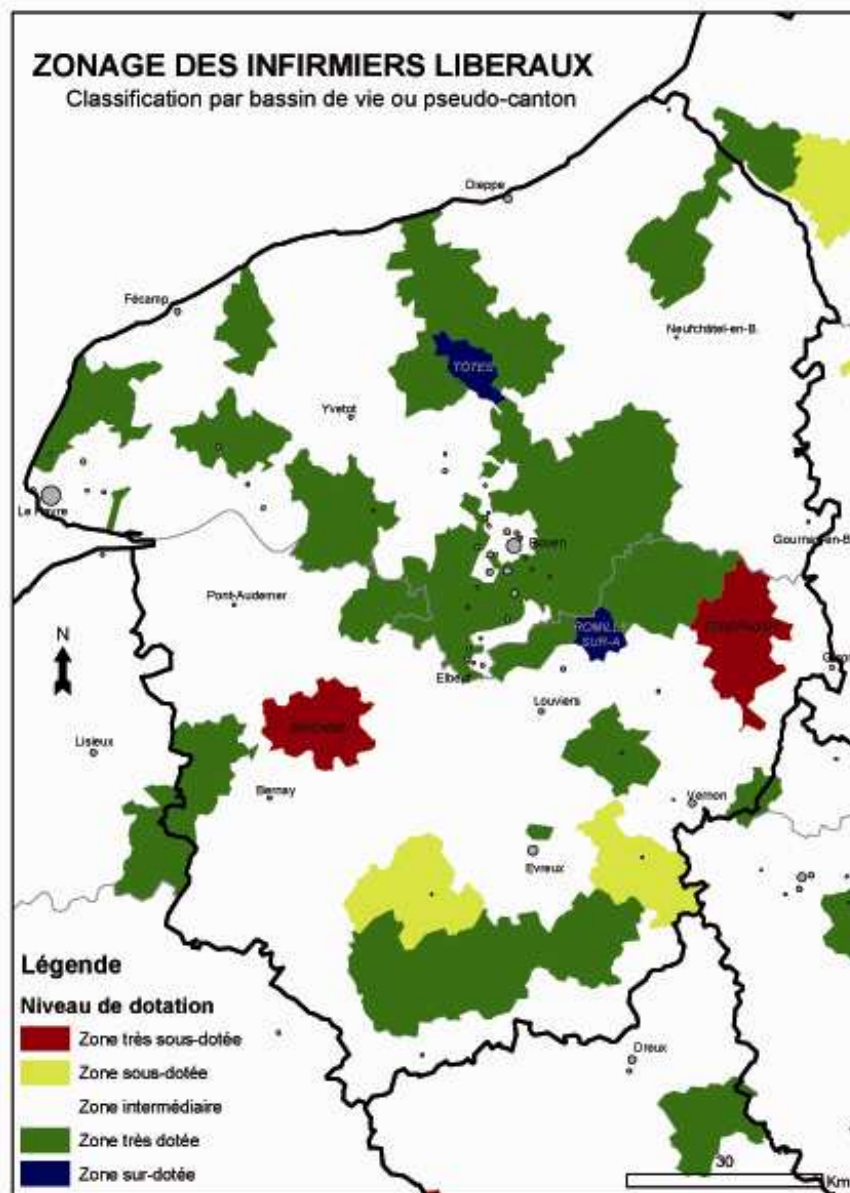 ZONAGE DES INFIRMIERS LIBERAUX
Classification par bassin de vie ou pseudo-canton
Dieppe
Fécamp
Neufchâtel-en-B.
TOTES
Yvetot
Le Havre
Rouen
Gournay-en-B
Pont-Audemer
ROMILLY
SUR-A
N
Elbeuf
Louviers
Lisieux
Bernay
Vernon
Evreux
Légende
Niveau de dotation
Zone très sous-dotée
Zone sous-dotée
Zone intermédiaire
Zone très dotée
Zone sur-dotée
Dreux
30
Km